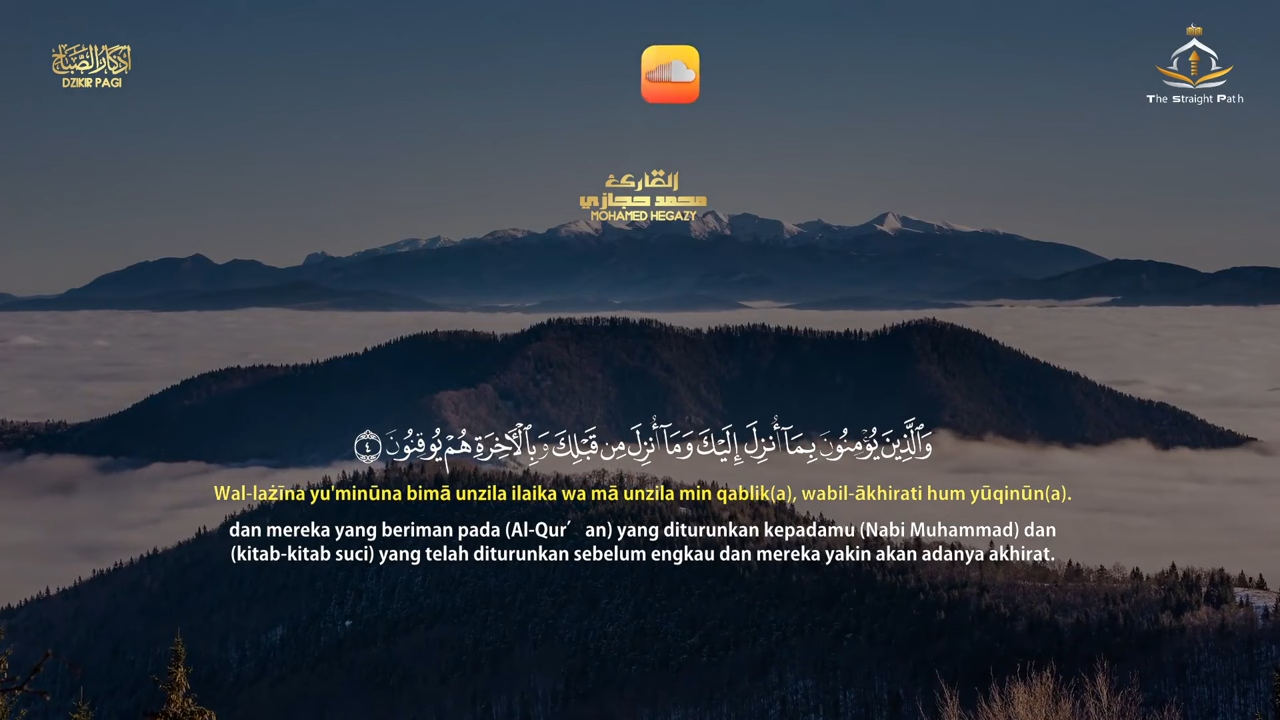 أذكار الصباح
DZIKIR PAGI
The Straight Path
القارئ
محمد حجازي
MOHAMED HEGAZY
وَٱلَّذِينَ يُؤۡمِنُونَ بِمَآ أُنزِلَ إِلَيۡكَ وَمَآ أُنزِلَ مِن قَبۡلِكَ وَبِٱلۡأٓخِرَةِ هُمۡ يُوقِنُونَ ٤
Wal-lażīna yu'minūna bimā unzila ilaika wa mā unzila min qablik(a), wabil-ākhirati hum yūqinūn(a).
dan mereka yang beriman pada (Al-Qur′ an) yang diturunkan kepadamu (Nabi Muhammad) dan
(kitab-kitab suci) yang telah diturunkan sebelum engkau dan mereka yakin akan adanya akhirat.